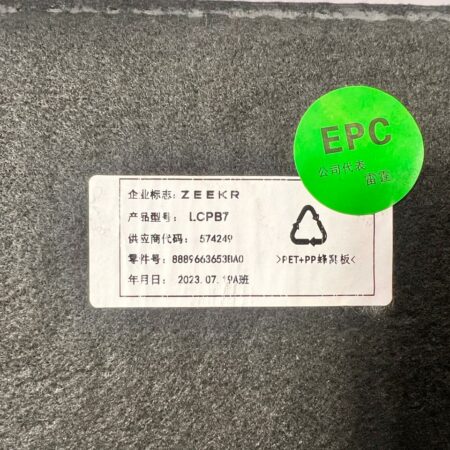 EPC
公司代表
雷军
企业标志: ZEEKR
产品型号: LCPB7
供应商代码: 574249
零件号: 8889663653BA0
>PET+PP蜂窝板<
年月日: 2023.07.19A班